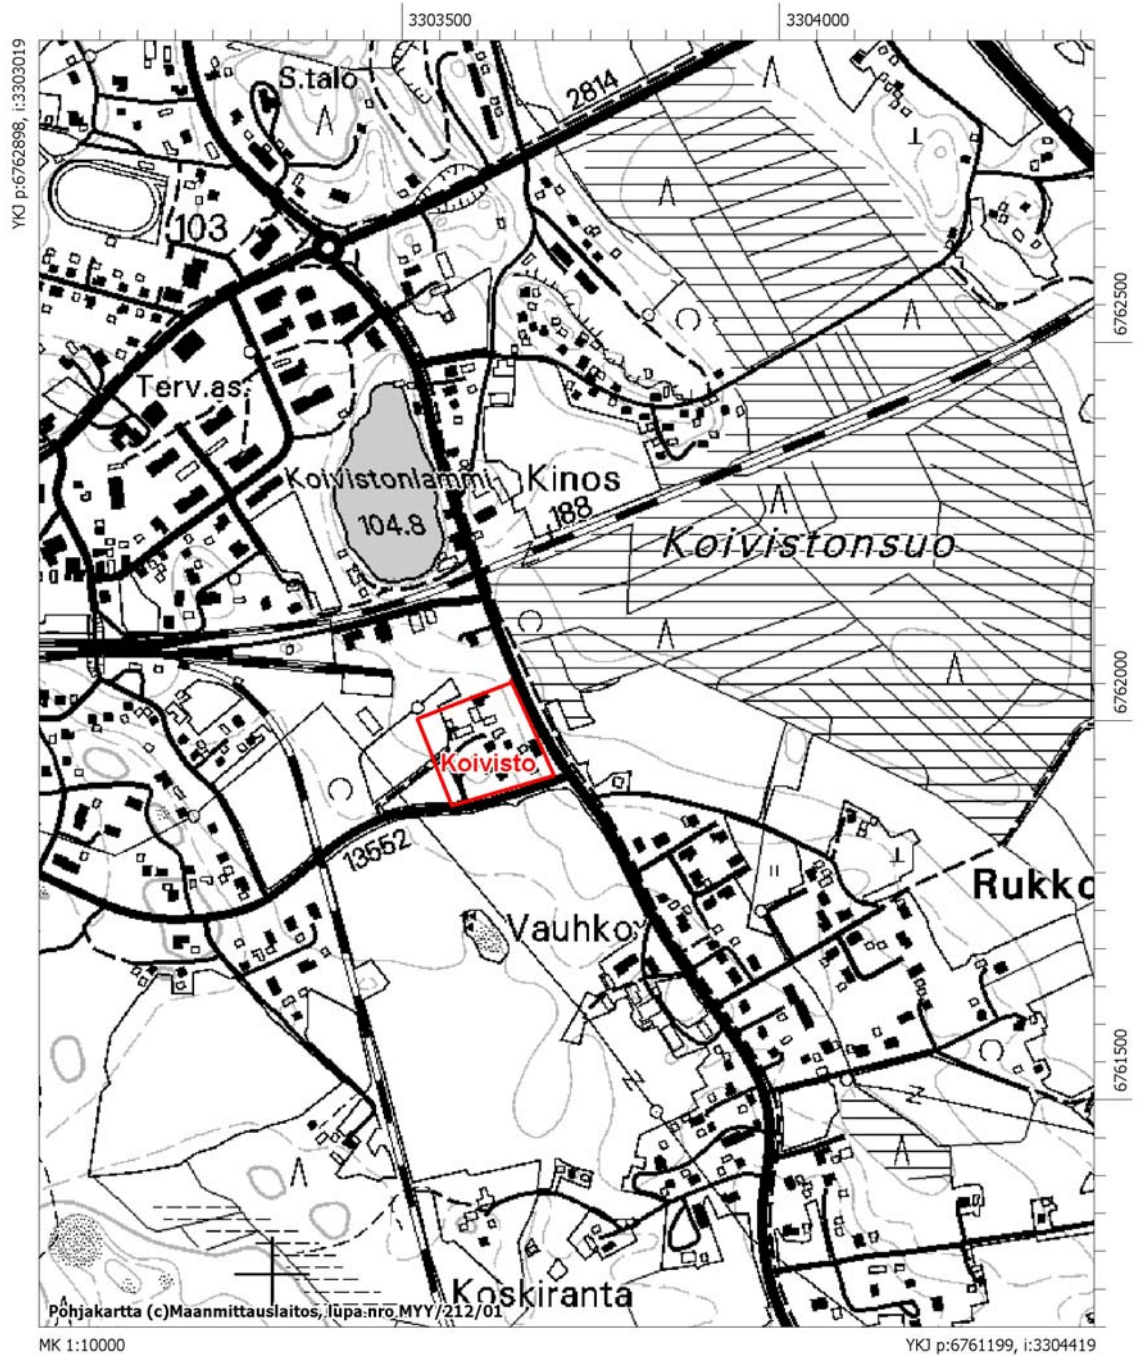 3303500
3304000
YKJ p:6762898, i:3303019
S.talo
2814
103
6762500
Terv.as.
Koivistonlammi
Kinos
104.8
188
Koivistonsuo
6762000
Koivisto
13552
Rukko
Vauhko
6761500
Koskiranta
Pohjakartta (c)Maanmittauslaitos, lupa nro MYY/212/01
MK 1:10000
YKJ p:6761199, i:3304419